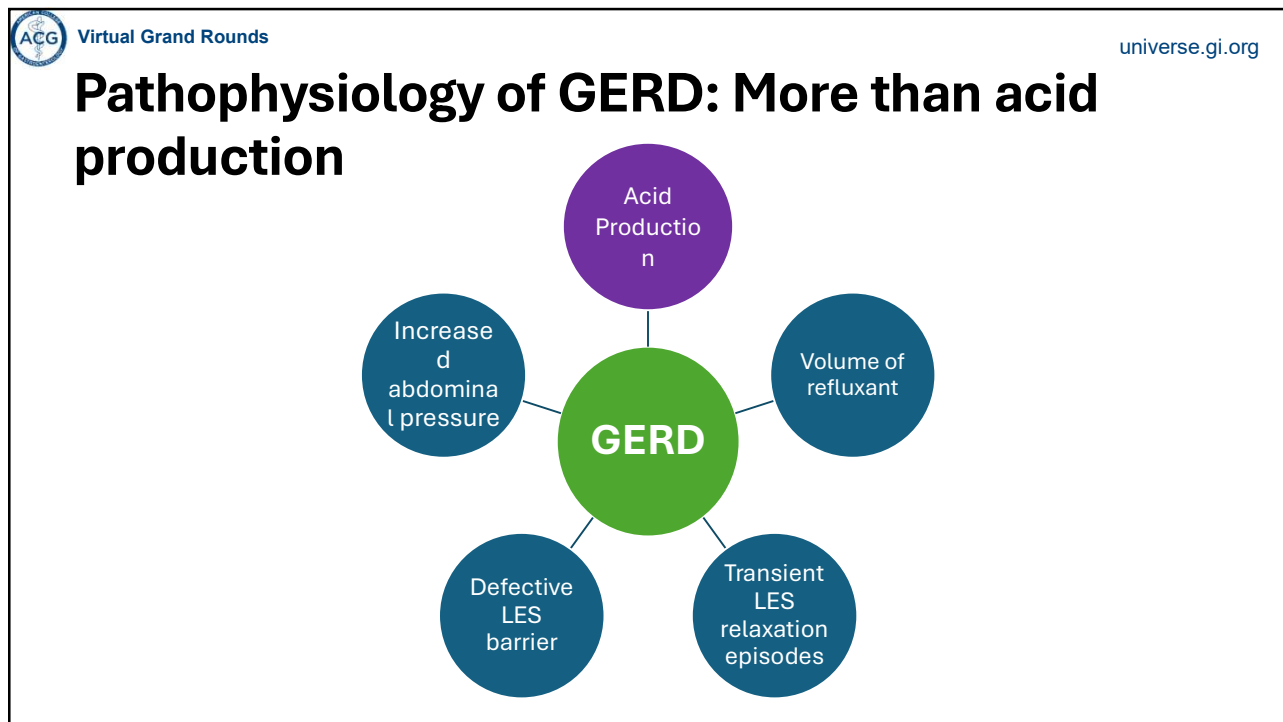 ACG
Virtual Grand Rounds
universe.gi.org
Pathophysiology of GERD: More than acid
production
Acid
Productio
n
Increase
d
abdomina
l pressure
Volume of
refluxant
GERD
Defective
LES
barrier
Transient
LES
relaxation
episodes